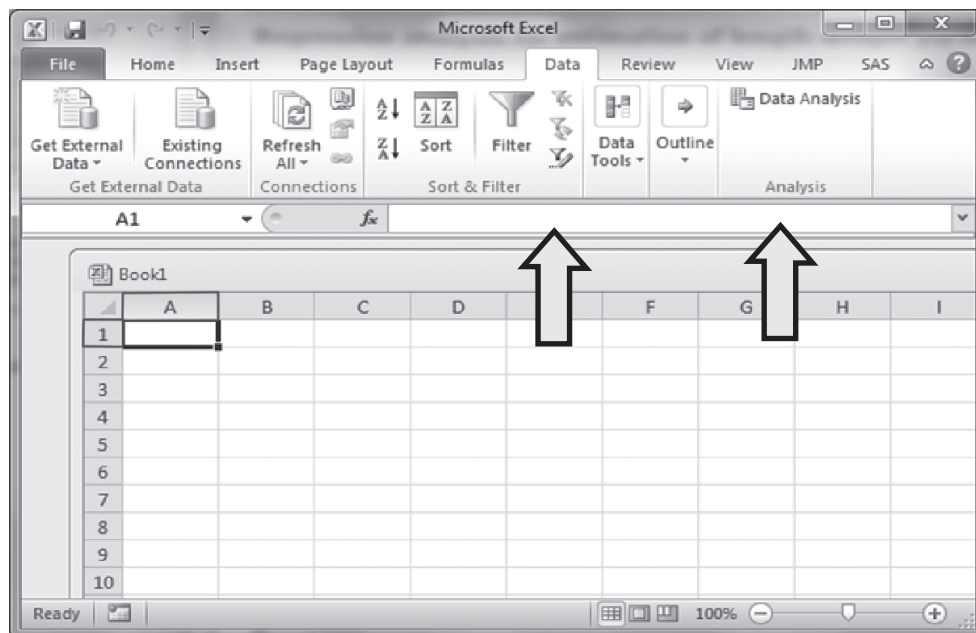 Microsoft Excel
File Home Insert Page Layout Formulas Data Review View JMP SAS
Get External Data
Existing Connections
Refresh All
A Z
Z A
A Z Z A
Sort
Filter
Data Tools
Outline
Data Analysis
Get External Data Connections Sort & Filter Analysis
A1 fx
Book1
A B C D F G H I
1
2
3
4
5
6
7
8
9
10
Ready 100%